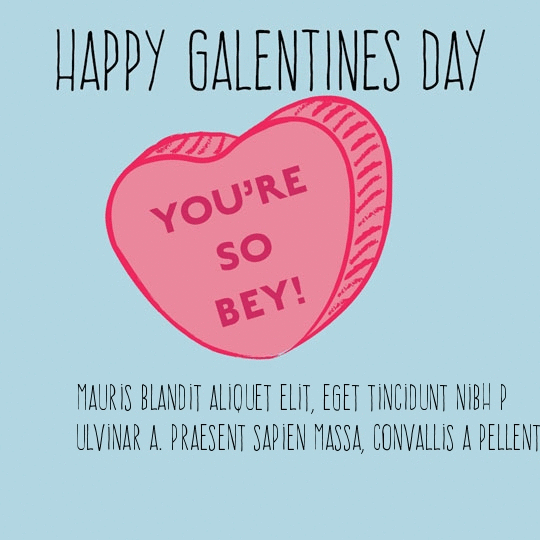 HAPPY GALENTINES DAY
YOU'RE
SO
BEY!
MAURIS BLANDIT ALIQUET ELIT, EGET TINCIDUNT NIBH P
ULVINAR A. PRAESENT SAPIEN MASSA, CONVALLIS A PELLENT